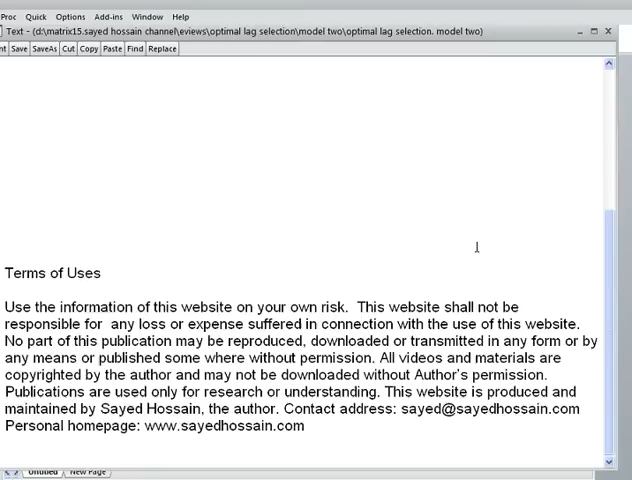 Proc Quick Options Add-ins Window Help
Text - (d:\matrix15.sayed hossain channel\eviews\optimal lag selection\model two\optimal lag selection. model two)
nt Save SaveAs Cut Copy Paste Find Replace
Terms of Uses
Use the information of this website on your own risk. This website shall not be
responsible for any loss or expense suffered in connection with the use of this website.
No part of this publication may be reproduced, downloaded or transmitted in any form or by
any means or published some where without permission. All videos and materials are
copyrighted by the author and may not be downloaded without Author's permission.
Publications are used only for research or understanding. This website is produced and
maintained by Sayed Hossain, the author. Contact address: sayed@sayedhossain.com
Personal homepage: www.sayedhossain.com
Untitled New Page